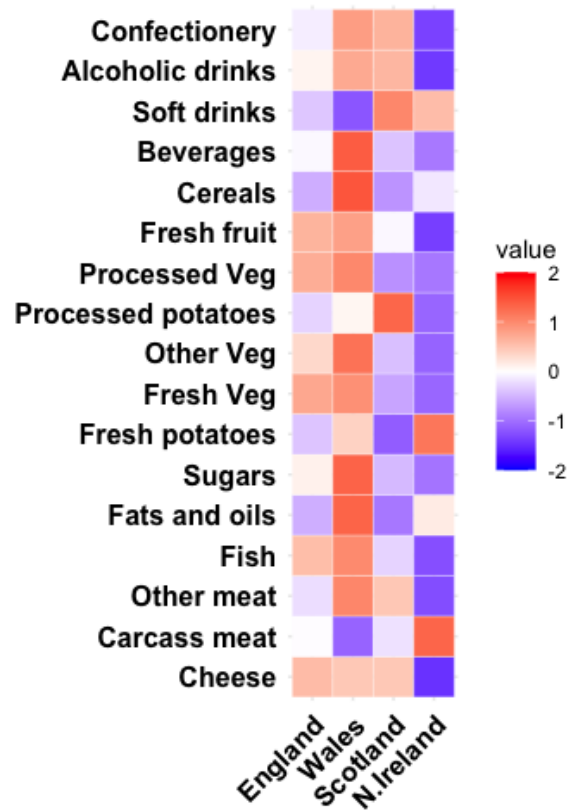 Confectionery
Alcoholic drinks
Soft drinks
Beverages
Cereals
Fresh fruit
Processed Veg
Processed potatoes
Other Veg
Fresh Veg
Fresh potatoes
Sugars
Fats and oils
Fish
Other meat
Carcass meat
Cheese
England
Wales
Scotland
N.Ireland
value
2
1
0
-1
-2